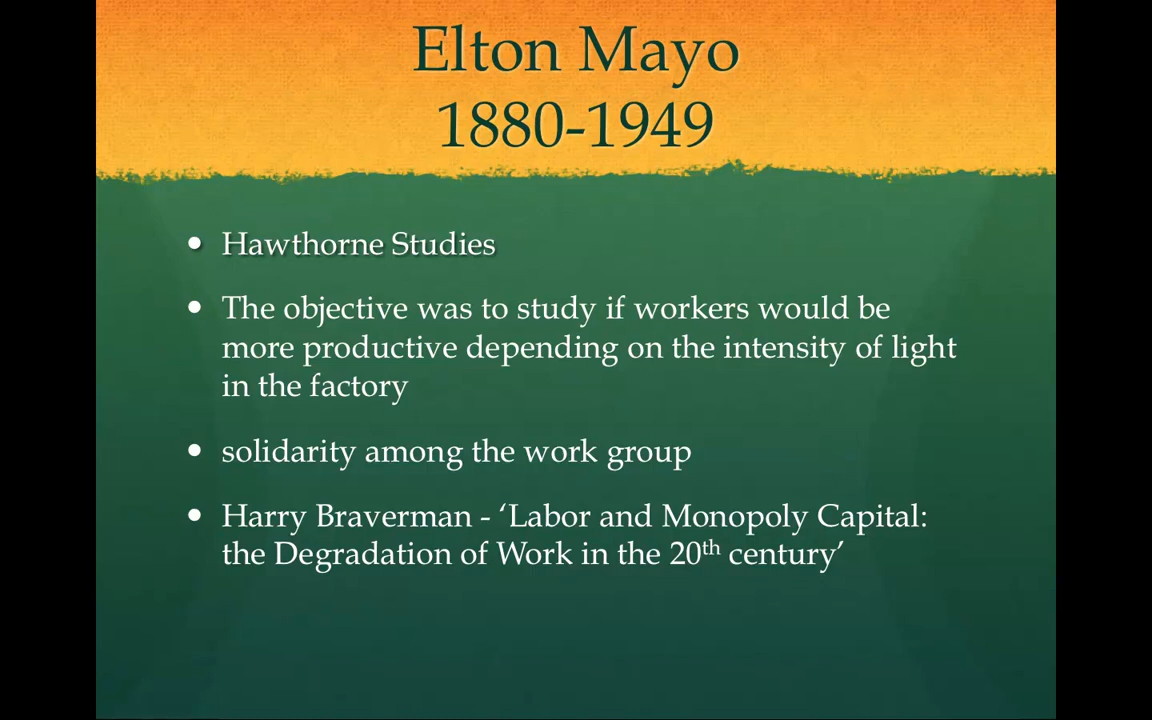 Elton Mayo
1880-1949
• Hawthorne Studies
• The objective was to study if workers would be
more productive depending on the intensity of light
in the factory
• solidarity among the work group
• Harry Braverman - ‘Labor and Monopoly Capital:
the Degradation of Work in the 20th century’